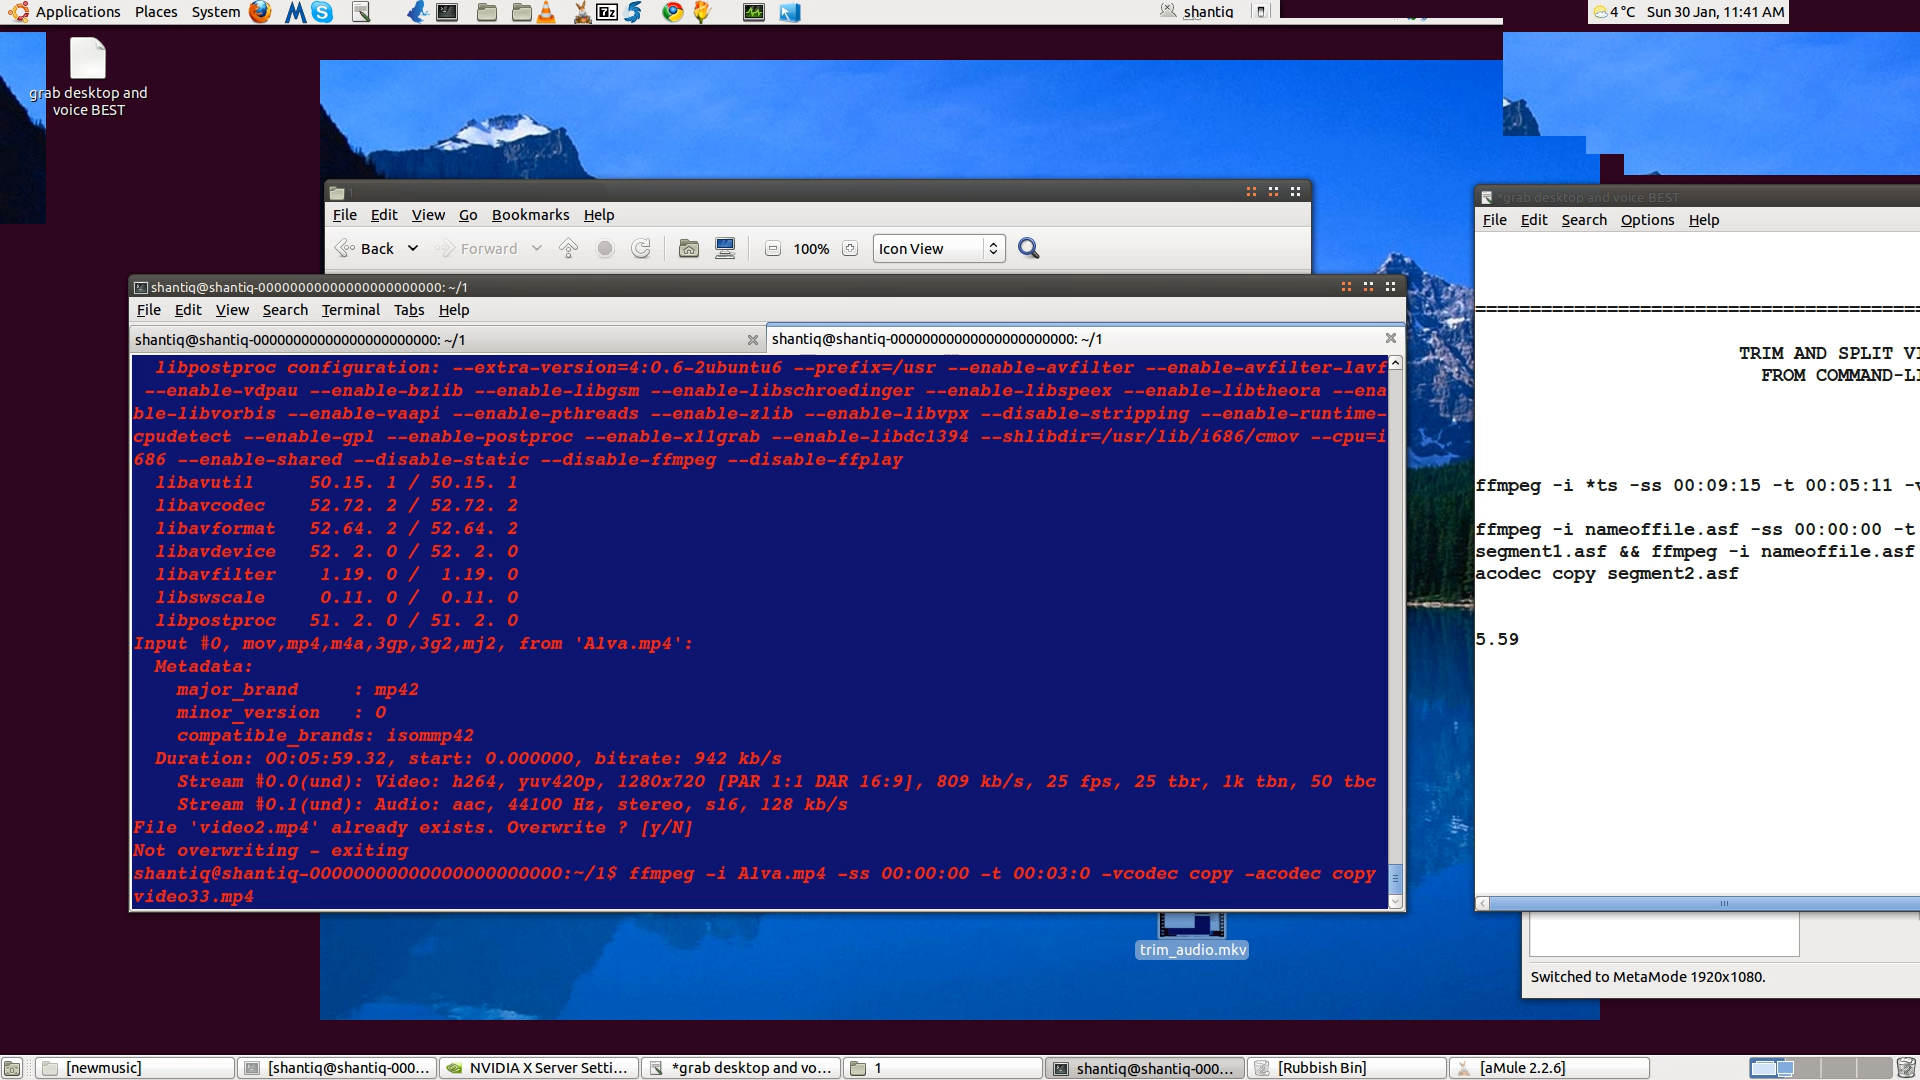 Applications Places System
shantiq
4 °C Sun 30 Jan, 11:41 AM
grab desktop and
voice BEST
1
File Edit View Go Bookmarks Help
Back Forward 100% Icon View
*grab desktop and voice BEST
File Edit Search Options Help
================================================
TRIM AND SPLIT VI
FROM COMMAND-LI
ffmpeg -i *ts -ss 00:09:15 -t 00:05:11 -v
ffmpeg -i nameoffile.asf -ss 00:00:00 -t
segment1.asf && ffmpeg -i nameoffile.asf
acodec copy segment2.asf
5.59
shantiq@shantiq-00000000000000000000000: ~/1
File Edit View Search Terminal Tabs Help
shantiq@shantiq-00000000000000000000000: ~/1
shantiq@shantiq-00000000000000000000000: ~/1
libpostproc configuration: --extra-version=4:0.6-2ubuntu6 --prefix=/usr --enable-avfilter --enable-avfilter-lavf
--enable-vdpau --enable-bzlib --enable-libgsm --enable-libschroedinger --enable-libspeex --enable-libtheora --ena
ble-libvorbis --enable-vaapi --enable-pthreads --enable-zlib --enable-libvpx --disable-stripping --enable-runtime-
cpudetect --enable-gpl --enable-postproc --enable-x11grab --enable-libdc1394 --shlibdir=/usr/lib/i686/cmov --cpu=i
686 --enable-shared --disable-static --disable-ffmpeg --disable-ffplay
libavutil 50.15. 1 / 50.15. 1
libavcodec 52.72. 2 / 52.72. 2
libavformat 52.64. 2 / 52.64. 2
libavdevice 52. 2. 0 / 52. 2. 0
libavfilter 1.19. 0 / 1.19. 0
libswscale 0.11. 0 / 0.11. 0
libpostproc 51. 2. 0 / 51. 2. 0
Input #0, mov,mp4,m4a,3gp,3g2,mj2, from 'Alva.mp4':
Metadata:
major_brand : mp42
minor_version : 0
compatible_brands: isommp42
Duration: 00:05:59.32, start: 0.000000, bitrate: 942 kb/s
Stream #0.0(und): Video: h264, yuv420p, 1280x720 [PAR 1:1 DAR 16:9], 809 kb/s, 25 fps, 25 tbr, 1k tbn, 50 tbc
Stream #0.1(und): Audio: aac, 44100 Hz, stereo, s16, 128 kb/s
File 'video2.mp4' already exists. Overwrite ? [y/N]
Not overwriting - exiting
shantiq@shantiq-00000000000000000000000:~/1$ ffmpeg -i Alva.mp4 -ss 00:00:00 -t 00:03:0 -vcodec copy -acodec copy
video33.mp4
trim_audio.mkv
Switched to MetaMode 1920x1080.
[newmusic] [shantiq@shantiq-000... NVIDIA X Server Setti... *grab desktop and vo... 1 shantiq@shantiq-000... [Rubbish Bin] [aMule 2.2.6]